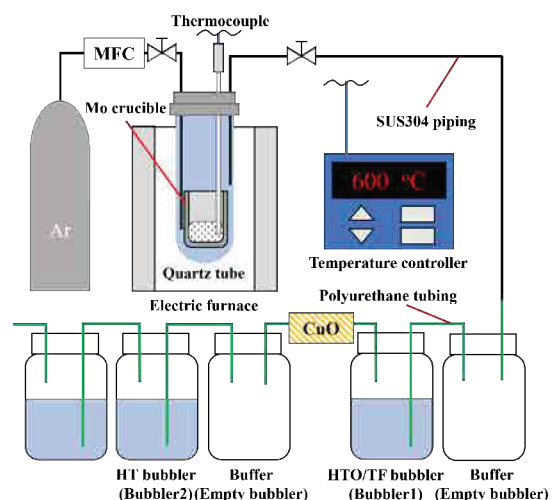 Thermocouple
MFC
Mo crucible
SUS304 piping
600 °C
Ar
Quartz tube
Temperature controller
Electric furnace
Polyurethane tubing
CuO
HT bubbler
(Bubbler2)
Buffer
(Empty bubbler)
HTO/TF bubbler
(Bubbler1)
Buffer
(Empty bubbler)